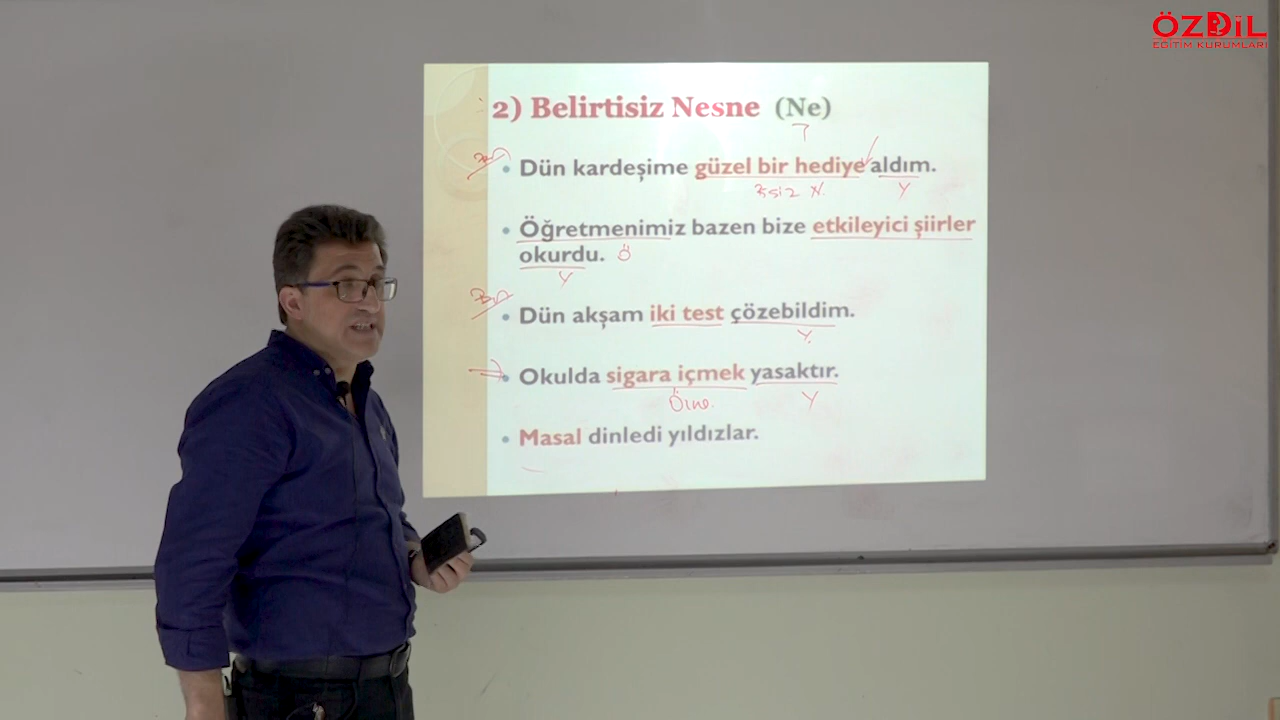 ÖZDİL
EĞİTİM KURUMLARI
2) Belirtisiz Nesne (Ne)
• Dün kardeşime güzel bir hediye aldım.
Y
• Öğretmenimiz bazen bize etkileyici şiirler
okurdu. Ö
Y
• Dün akşam iki test çözebildim.
Y.
• Okulda sigara içmek yasaktır.
Özne. Y
• Masal dinledi yıldızlar.